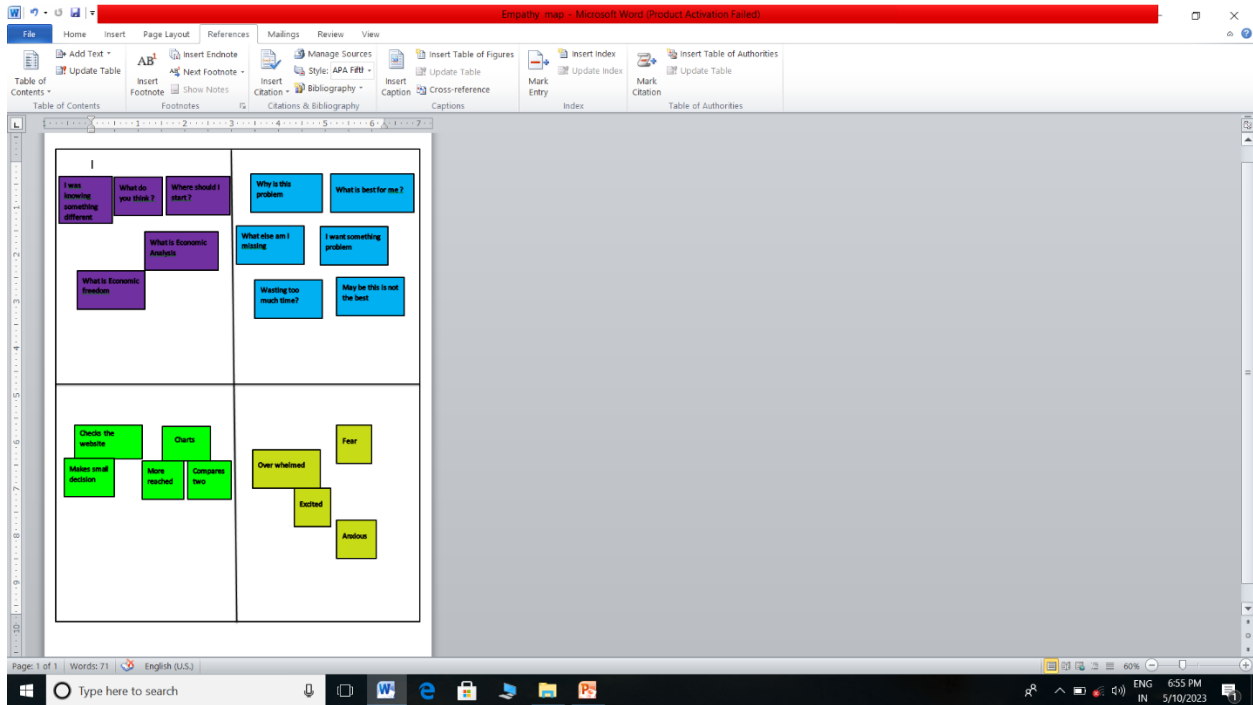 Empathy map - Microsoft Word (Product Activation Failed)
File Home Insert Page Layout References Mailings Review View
Table of Contents
Add Text
Update Table
Table of Contents
AB1
Insert Footnote
Insert Endnote
Next Footnote
Show Notes
Footnotes
Insert Citation
Manage Sources
Style: APA Fifth
Bibliography
Citations & Bibliography
Insert Caption
Insert Table of Figures
Update Table
Cross-reference
Captions
Mark Entry
Insert Index
Update Index
Index
Mark Citation
Insert Table of Authorities
Update Table
Table of Authorities
I was
knowing
something
different
What do
you think ?
Where should I
start ?
What is Economic
Analysis
What is Economic
freedom
Why is this
problem
What is best for me ?
What else am I
missing
I want something
problem
Wasting too
much time?
May be this is not
the best
Checks the
website
Charts
Makes small
decision
More
reached
Compares
two
Fear
Over whelmed
Excited
Anxious
Page: 1 of 1 Words: 71 English (U.S.) 60%
Type here to search
ENG 6:55 PM
IN 5/10/2023